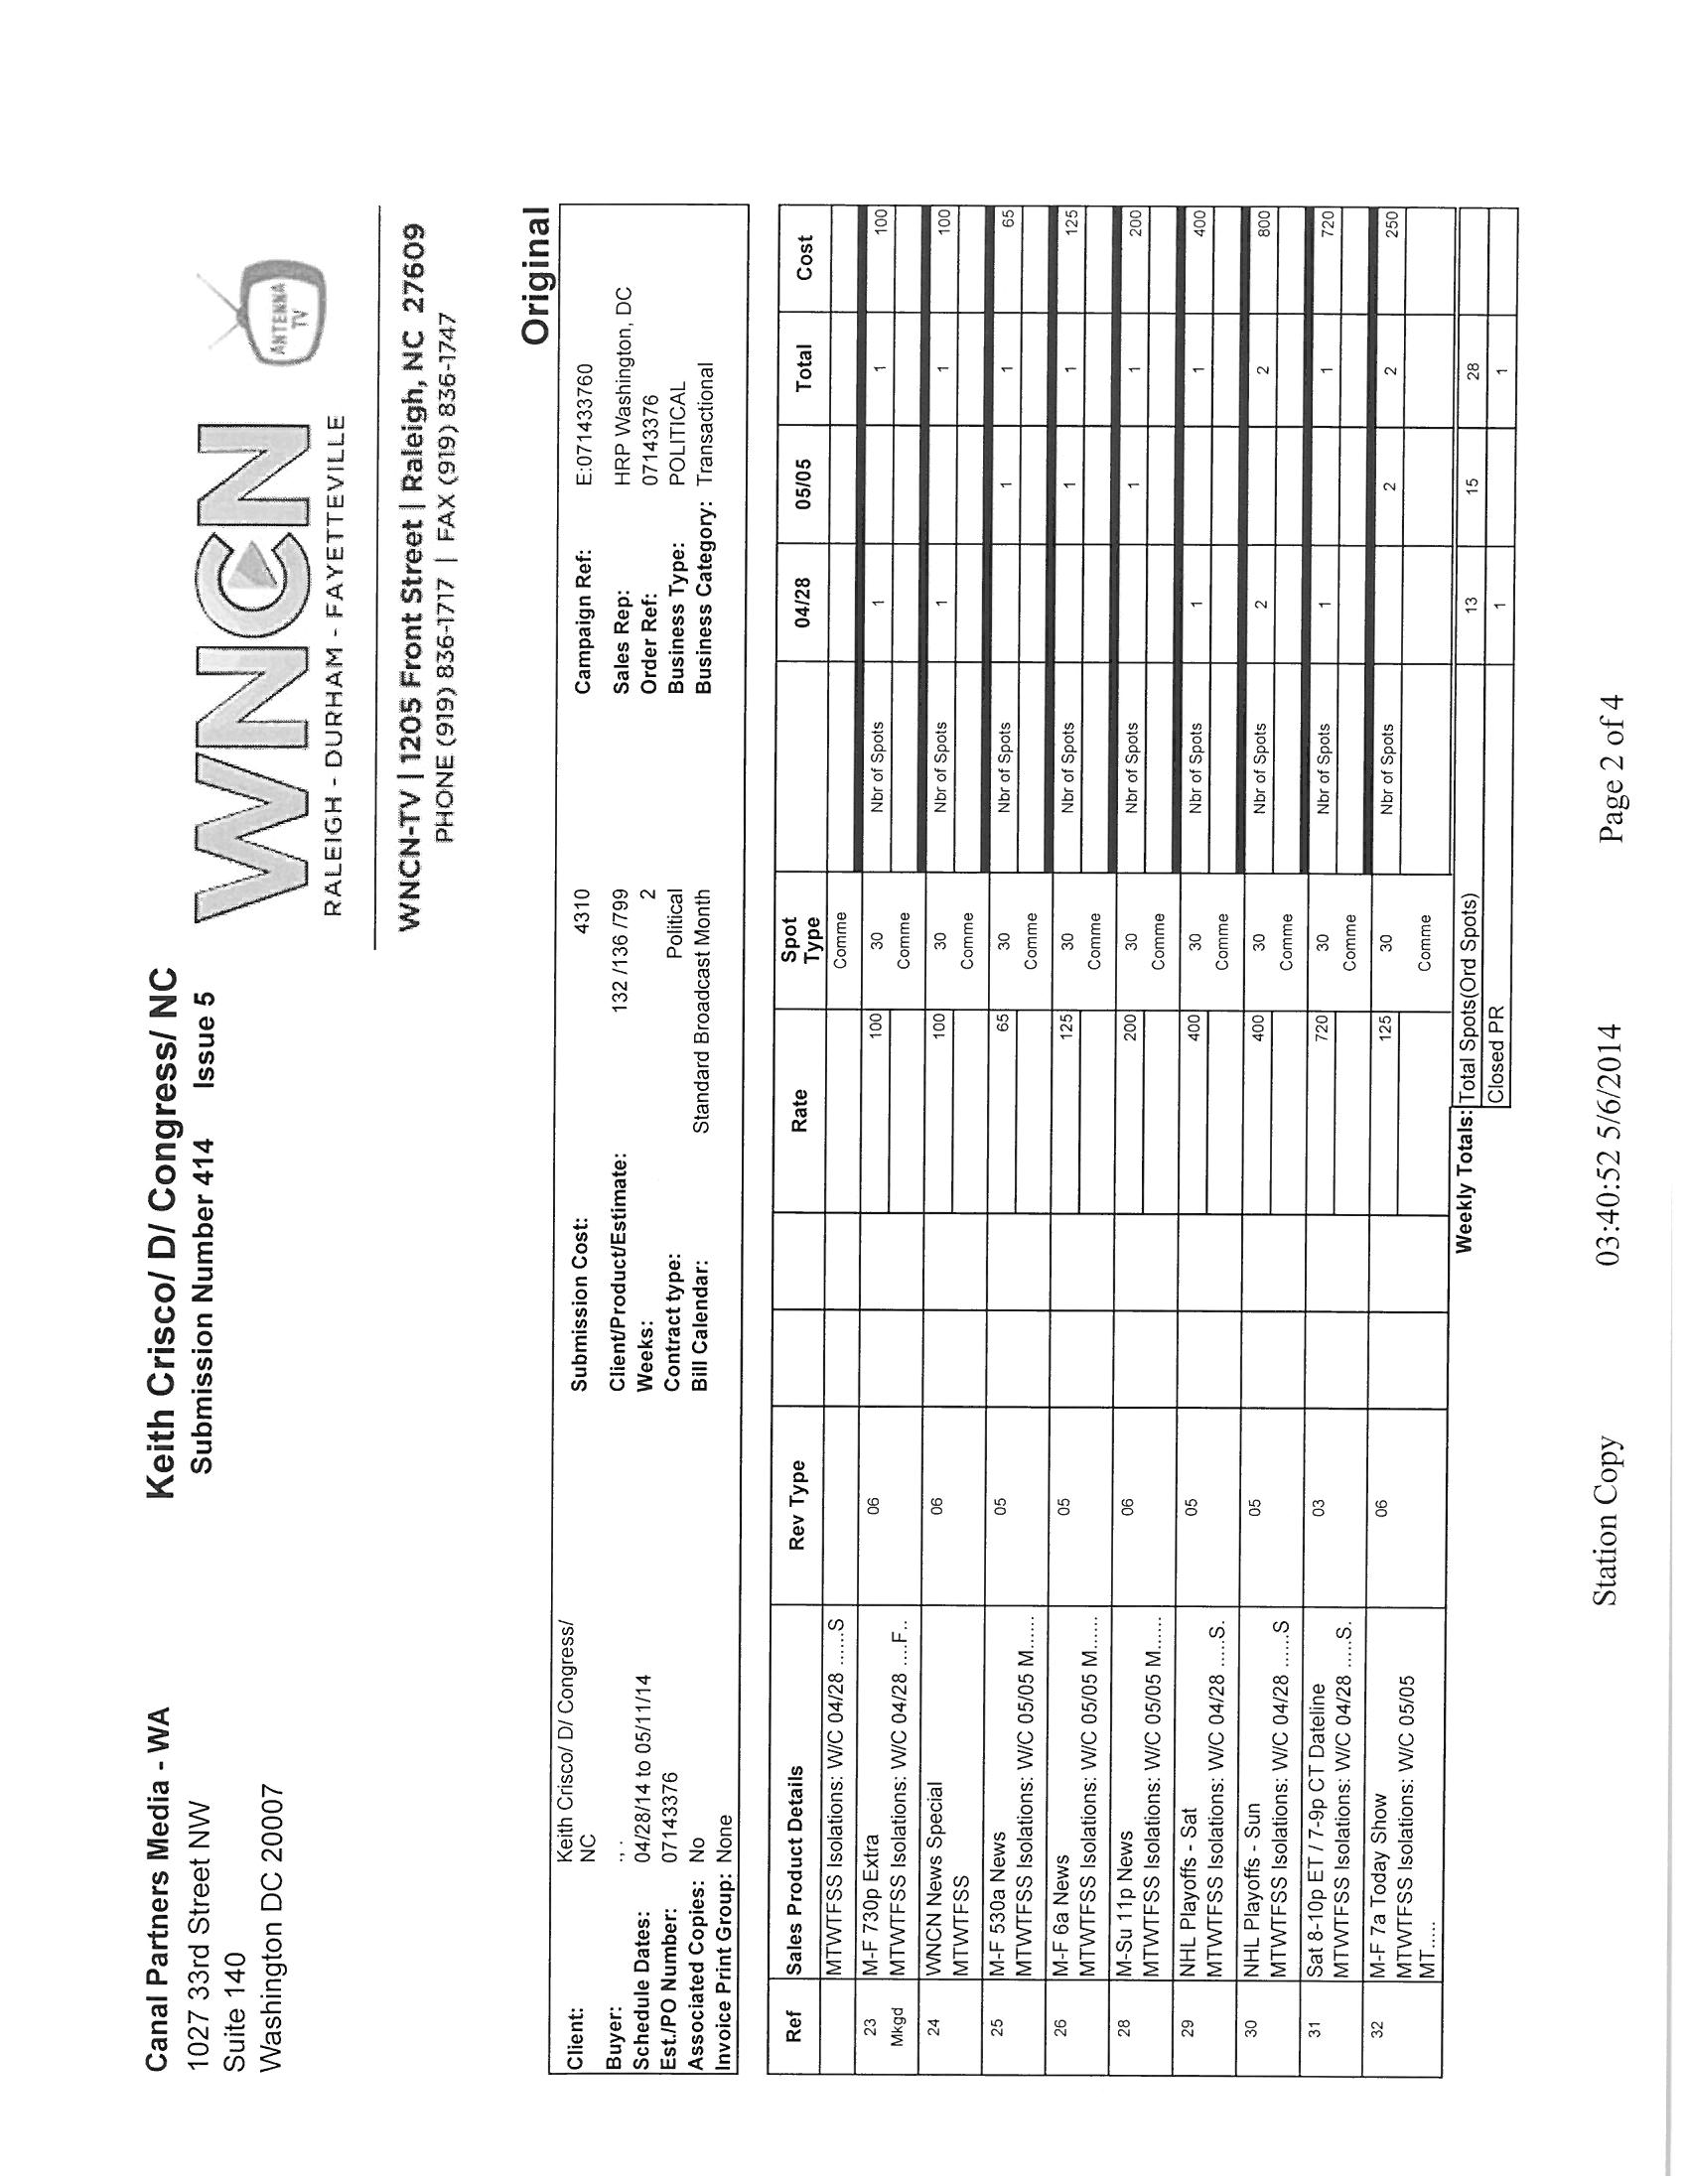 Canal Partners Media - WA
1027 33rd Street NW
Suite 140
Washington DC 20007
Keith Crisco/ D/ Congress/ NC
Submission Number 414 Issue 5
WNCN
RALEIGH - DURHAM - FAYETTEVILLE
ANTENNA
TV
WNCN-TV | 1205 Front Street | Raleigh, NC 27609
PHONE (919) 836-1717 | FAX (919) 836-1747
Original
Client: Keith Crisco/ D/ Congress/
NC
Buyer: ., .
Schedule Dates: 04/28/14 to 05/11/14
Est./PO Number: 07143376
Associated Copies: No
Invoice Print Group: None
Submission Cost: 4310
Client/Product/Estimate: 132 /136 /799
Weeks: 2
Contract type: Political
Bill Calendar: Standard Broadcast Month
Campaign Ref: E:071433760
Sales Rep: HRP Washington, DC
Order Ref: 07143376
Business Type: POLITICAL
Business Category: Transactional
Ref Sales Product Details Rev Type Rate Spot Type 04/28 05/05 Total Cost
MTWTFSS Isolations: W/C 04/28 ......S Comme
23 M-F 730p Extra 06 100 30 Nbr of Spots 1 1 100
Mkgd MTWTFSS Isolations: W/C 04/28 ....F.. Comme
24 WNCN News Special 06 100 30 Nbr of Spots 1 1 100
MTWTFSS Comme
25 M-F 530a News 05 65 30 Nbr of Spots 1 1 65
MTWTFSS Isolations: W/C 05/05 M...... Comme
26 M-F 6a News 05 125 30 Nbr of Spots 1 1 125
MTWTFSS Isolations: W/C 05/05 M...... Comme
28 M-Su 11p News 06 200 30 Nbr of Spots 1 1 200
MTWTFSS Isolations: W/C 05/05 M...... Comme
29 NHL Playoffs - Sat 05 400 30 Nbr of Spots 1 1 400
MTWTFSS Isolations: W/C 04/28 .....S. Comme
30 NHL Playoffs - Sun 05 400 30 Nbr of Spots 2 2 800
MTWTFSS Isolations: W/C 04/28 ......S Comme
31 Sat 8-10p ET / 7-9p CT Dateline 03 720 30 Nbr of Spots 1 1 720
MTWTFSS Isolations: W/C 04/28 .....S. Comme
32 M-F 7a Today Show 06 125 30 Nbr of Spots 2 2 250
MTWTFSS Isolations: W/C 05/05
MT..... Comme
Weekly Totals: Total Spots(Ord Spots) 13 15 28
Closed PR 1 1
Station Copy 03:40:52 5/6/2014 Page 2 of 4